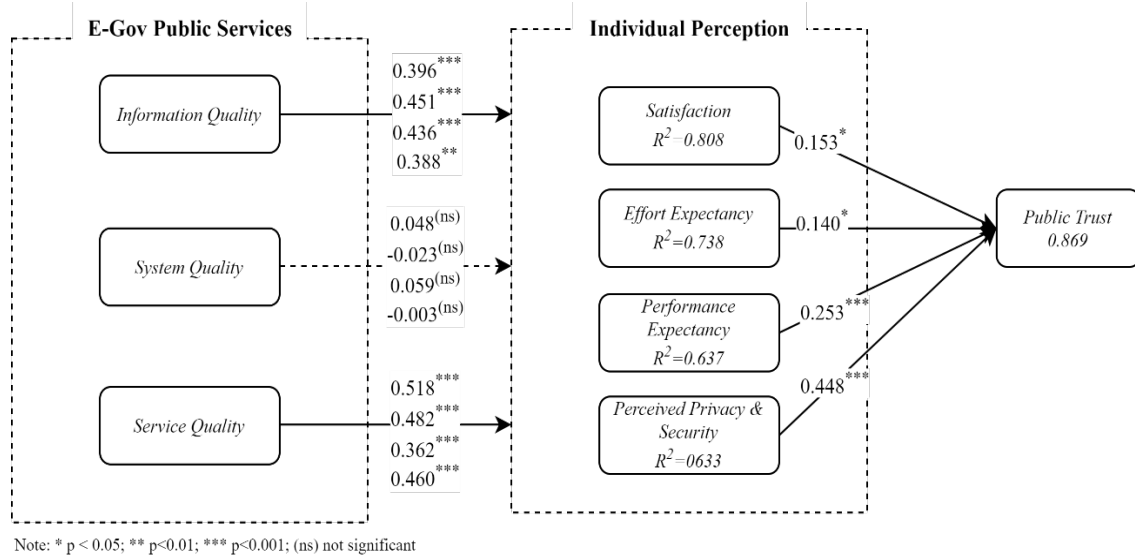 E-Gov Public Services
Individual Perception
Information Quality
0.396***
0.451***
0.436***
0.388**
Satisfaction
R²=0.808
0.153*
System Quality
0.048(ns)
-0.023(ns)
0.059(ns)
-0.003(ns)
Effort Expectancy
R²=0.738
0.140*
Public Trust
0.869
Performance
Expectancy
R²=0.637
0.253***
Service Quality
0.518***
0.482***
0.362***
0.460***
Perceived Privacy &
Security
R²=0633
0.448***
Note: * p < 0.05; ** p<0.01; *** p<0.001; (ns) not significant